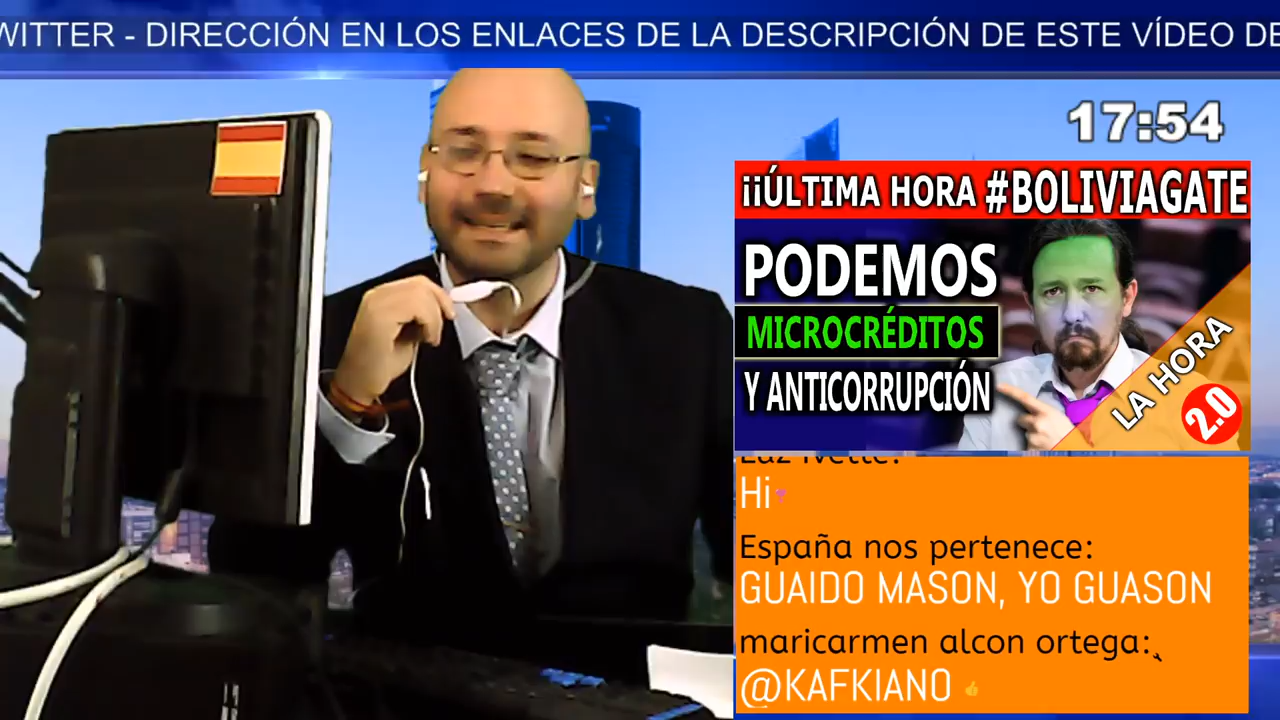 WITTER - DIRECCIÓN EN LOS ENLACES DE LA DESCRIPCIÓN DE ESTE VÍDEO DE
17:54
¡¡ÚLTIMA HORA #BOLIVIAGATE
PODEMOS
MICROCRÉDITOS
Y ANTICORRUPCIÓN
LA HORA
2.0
Hi
España nos pertenece:
GUAIDO MASON, YO GUASON
maricarmen alcon ortega:
@KAFKIANO